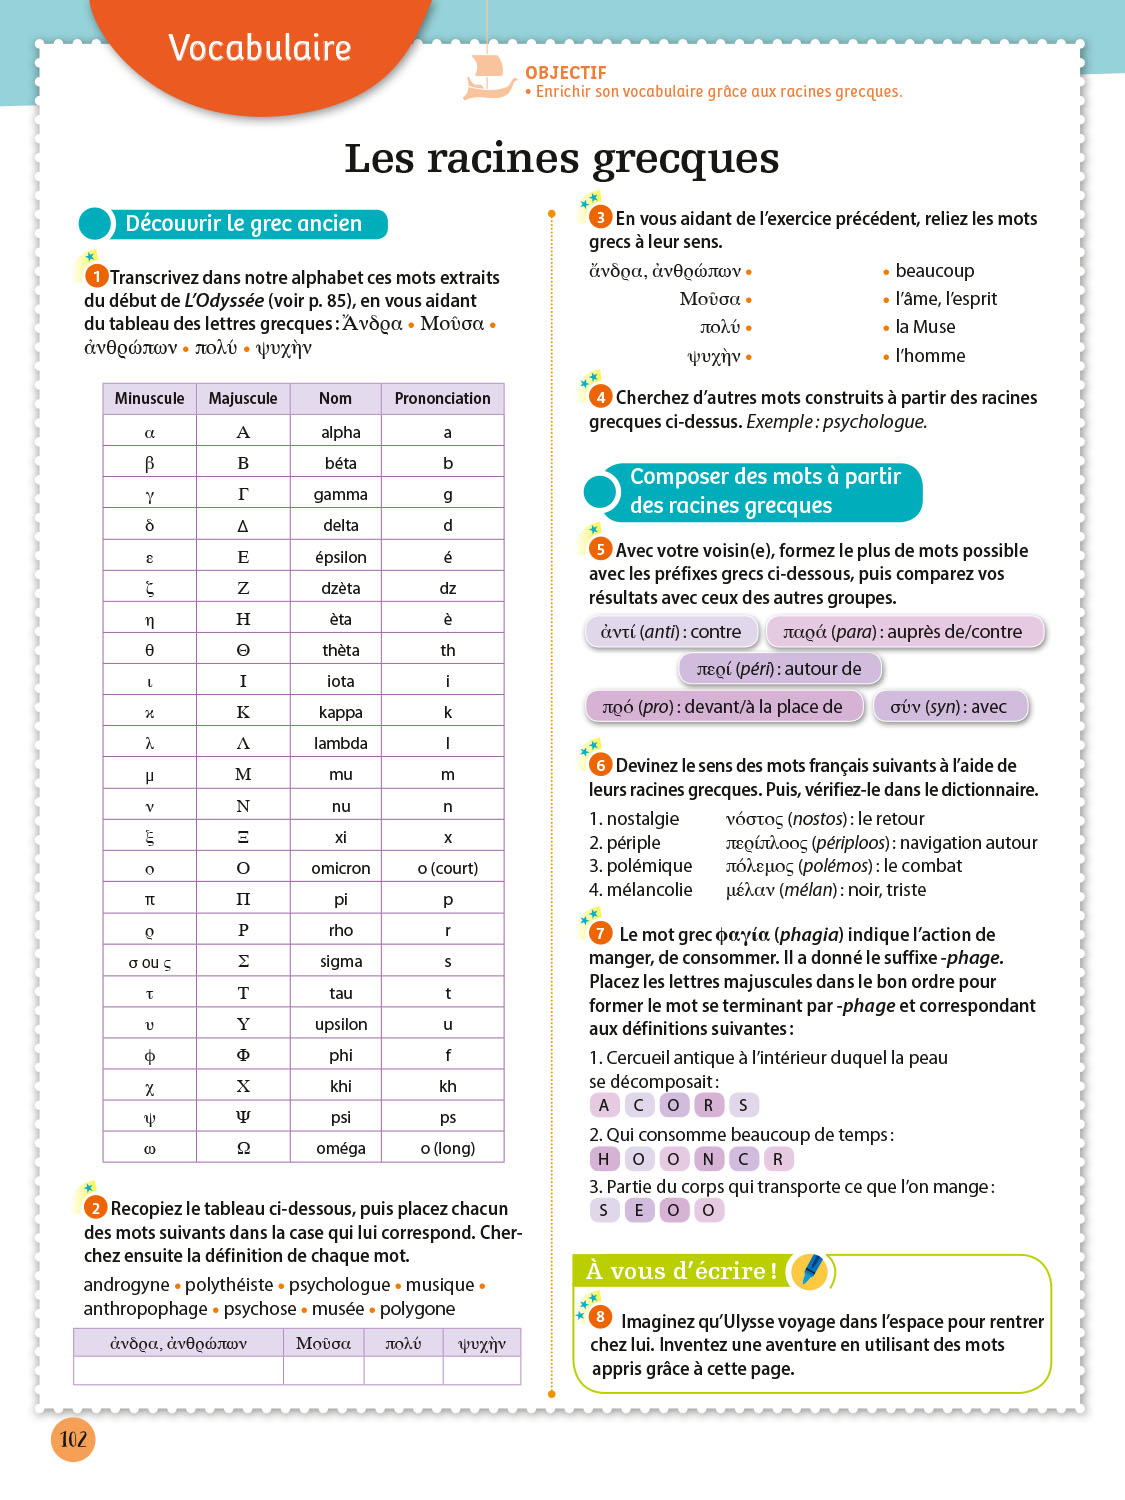 Vocabulaire
OBJECTIF
• Enrichir son vocabulaire grâce aux racines grecques.
Les racines grecques
Découvrir le grec ancien
1 Transcrivez dans notre alphabet ces mots extraits
du début de L’Odyssée (voir p. 85), en vous aidant
du tableau des lettres grecques : Ἄνδρα • Μοῦσα •
ἀνθρώπων • πολύ • ψυχὴν
Minuscule Majuscule Nom Prononciation
α Α alpha a
β Β béta b
γ Γ gamma g
δ Δ delta d
ε Ε épsilon é
ζ Ζ dzèta dz
η Η èta è
θ Θ thèta th
ι Ι iota i
ϰ Κ kappa k
λ Λ lambda l
μ Μ mu m
ν Ν nu n
ξ Ξ xi x
ο Ο omicron o (court)
π Π pi p
ρ Ρ rho r
σ ou ς Σ sigma s
τ Τ tau t
υ Υ upsilon u
ϕ Φ phi f
χ Χ khi kh
ψ Ψ psi ps
ω Ω oméga o (long)
2 Recopiez le tableau ci-dessous, puis placez chacun
des mots suivants dans la case qui lui correspond. Cher-
chez ensuite la définition de chaque mot.
androgyne • polythéiste • psychologue • musique •
anthropophage • psychose • musée • polygone
ἀνδρα, ἀνθρώπων Μοῦσα πολύ ψυχὴν
3 En vous aidant de l’exercice précédent, reliez les mots
grecs à leur sens.
ἄνδρα, ἀνθρώπων • • beaucoup
Μοῦσα • • l’âme, l’esprit
πολύ • • la Muse
ψυχὴν • • l’homme
4 Cherchez d’autres mots construits à partir des racines
grecques ci-dessus. Exemple : psychologue.
Composer des mots à partir
des racines grecques
5 Avec votre voisin(e), formez le plus de mots possible
avec les préfixes grecs ci-dessous, puis comparez vos
résultats avec ceux des autres groupes.
ἀντί (anti) : contre παρά (para) : auprès de/contre
περί (péri) : autour de
πρό (pro) : devant/à la place de σύν (syn) : avec
6 Devinez le sens des mots français suivants à l’aide de
leurs racines grecques. Puis, vérifiez-le dans le dictionnaire.
1. nostalgie νόστος (nostos) : le retour
2. périple περίπλοος (périploos) : navigation autour
3. polémique πόλεμος (polémos) : le combat
4. mélancolie μέλαν (mélan) : noir, triste
7 Le mot grec ϕαγία (phagia) indique l’action de
manger, de consommer. Il a donné le suffixe -phage.
Placez les lettres majuscules dans le bon ordre pour
former le mot se terminant par -phage et correspondant
aux définitions suivantes :
1. Cercueil antique à l’intérieur duquel la peau
se décomposait :
A C O R S
2. Qui consomme beaucoup de temps :
H O O N C R
3. Partie du corps qui transporte ce que l’on mange :
S E O O
À vous d’écrire !
8 Imaginez qu’Ulysse voyage dans l’espace pour rentrer
chez lui. Inventez une aventure en utilisant des mots
appris grâce à cette page.
102